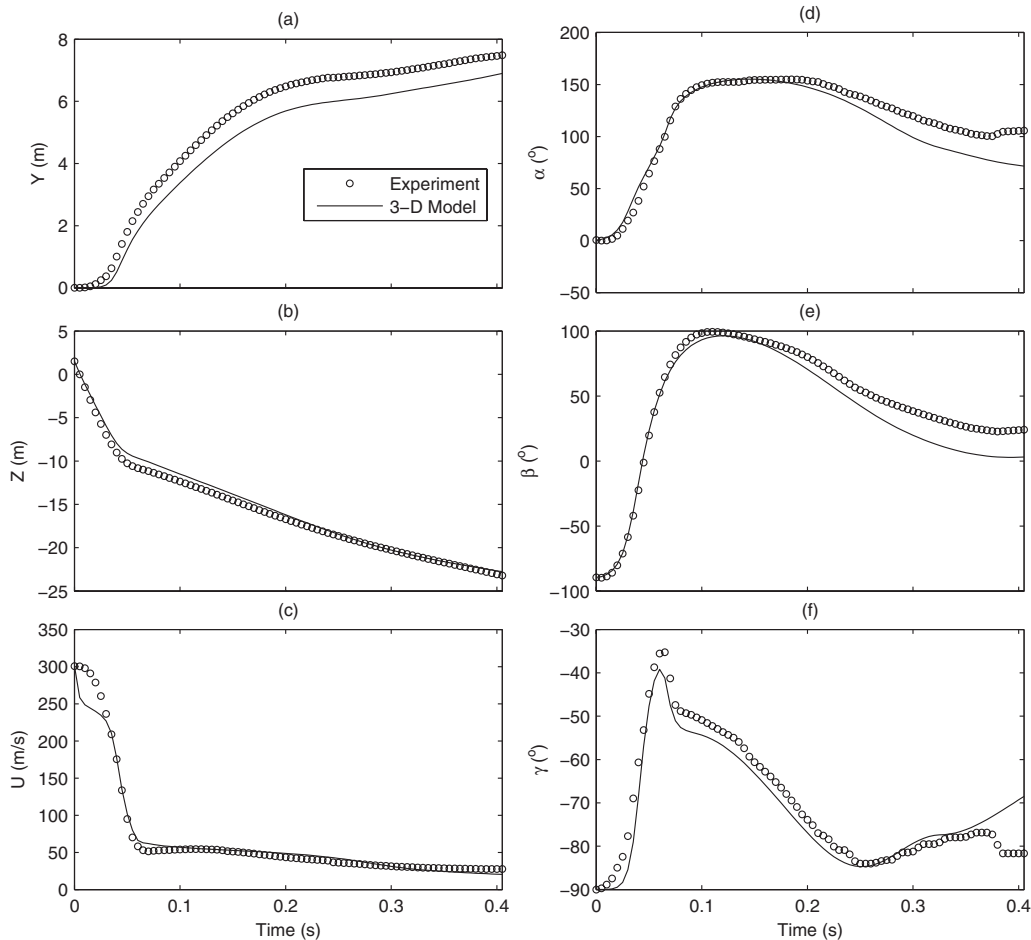 (a)
8
6
4
2
0
Y (m)
Experiment
3-D Model
(b)
5
0
−5
−10
−15
−20
−25
Z (m)
(c)
350
300
250
200
150
100
50
0
U (m/s)
0 0.1 0.2 0.3 0.4
Time (s)
(d)
200
150
100
50
0
−50
α (°)
(e)
100
50
0
−50
−100
β (°)
(f)
−30
−40
−50
−60
−70
−80
−90
γ (°)
0 0.1 0.2 0.3 0.4
Time (s)